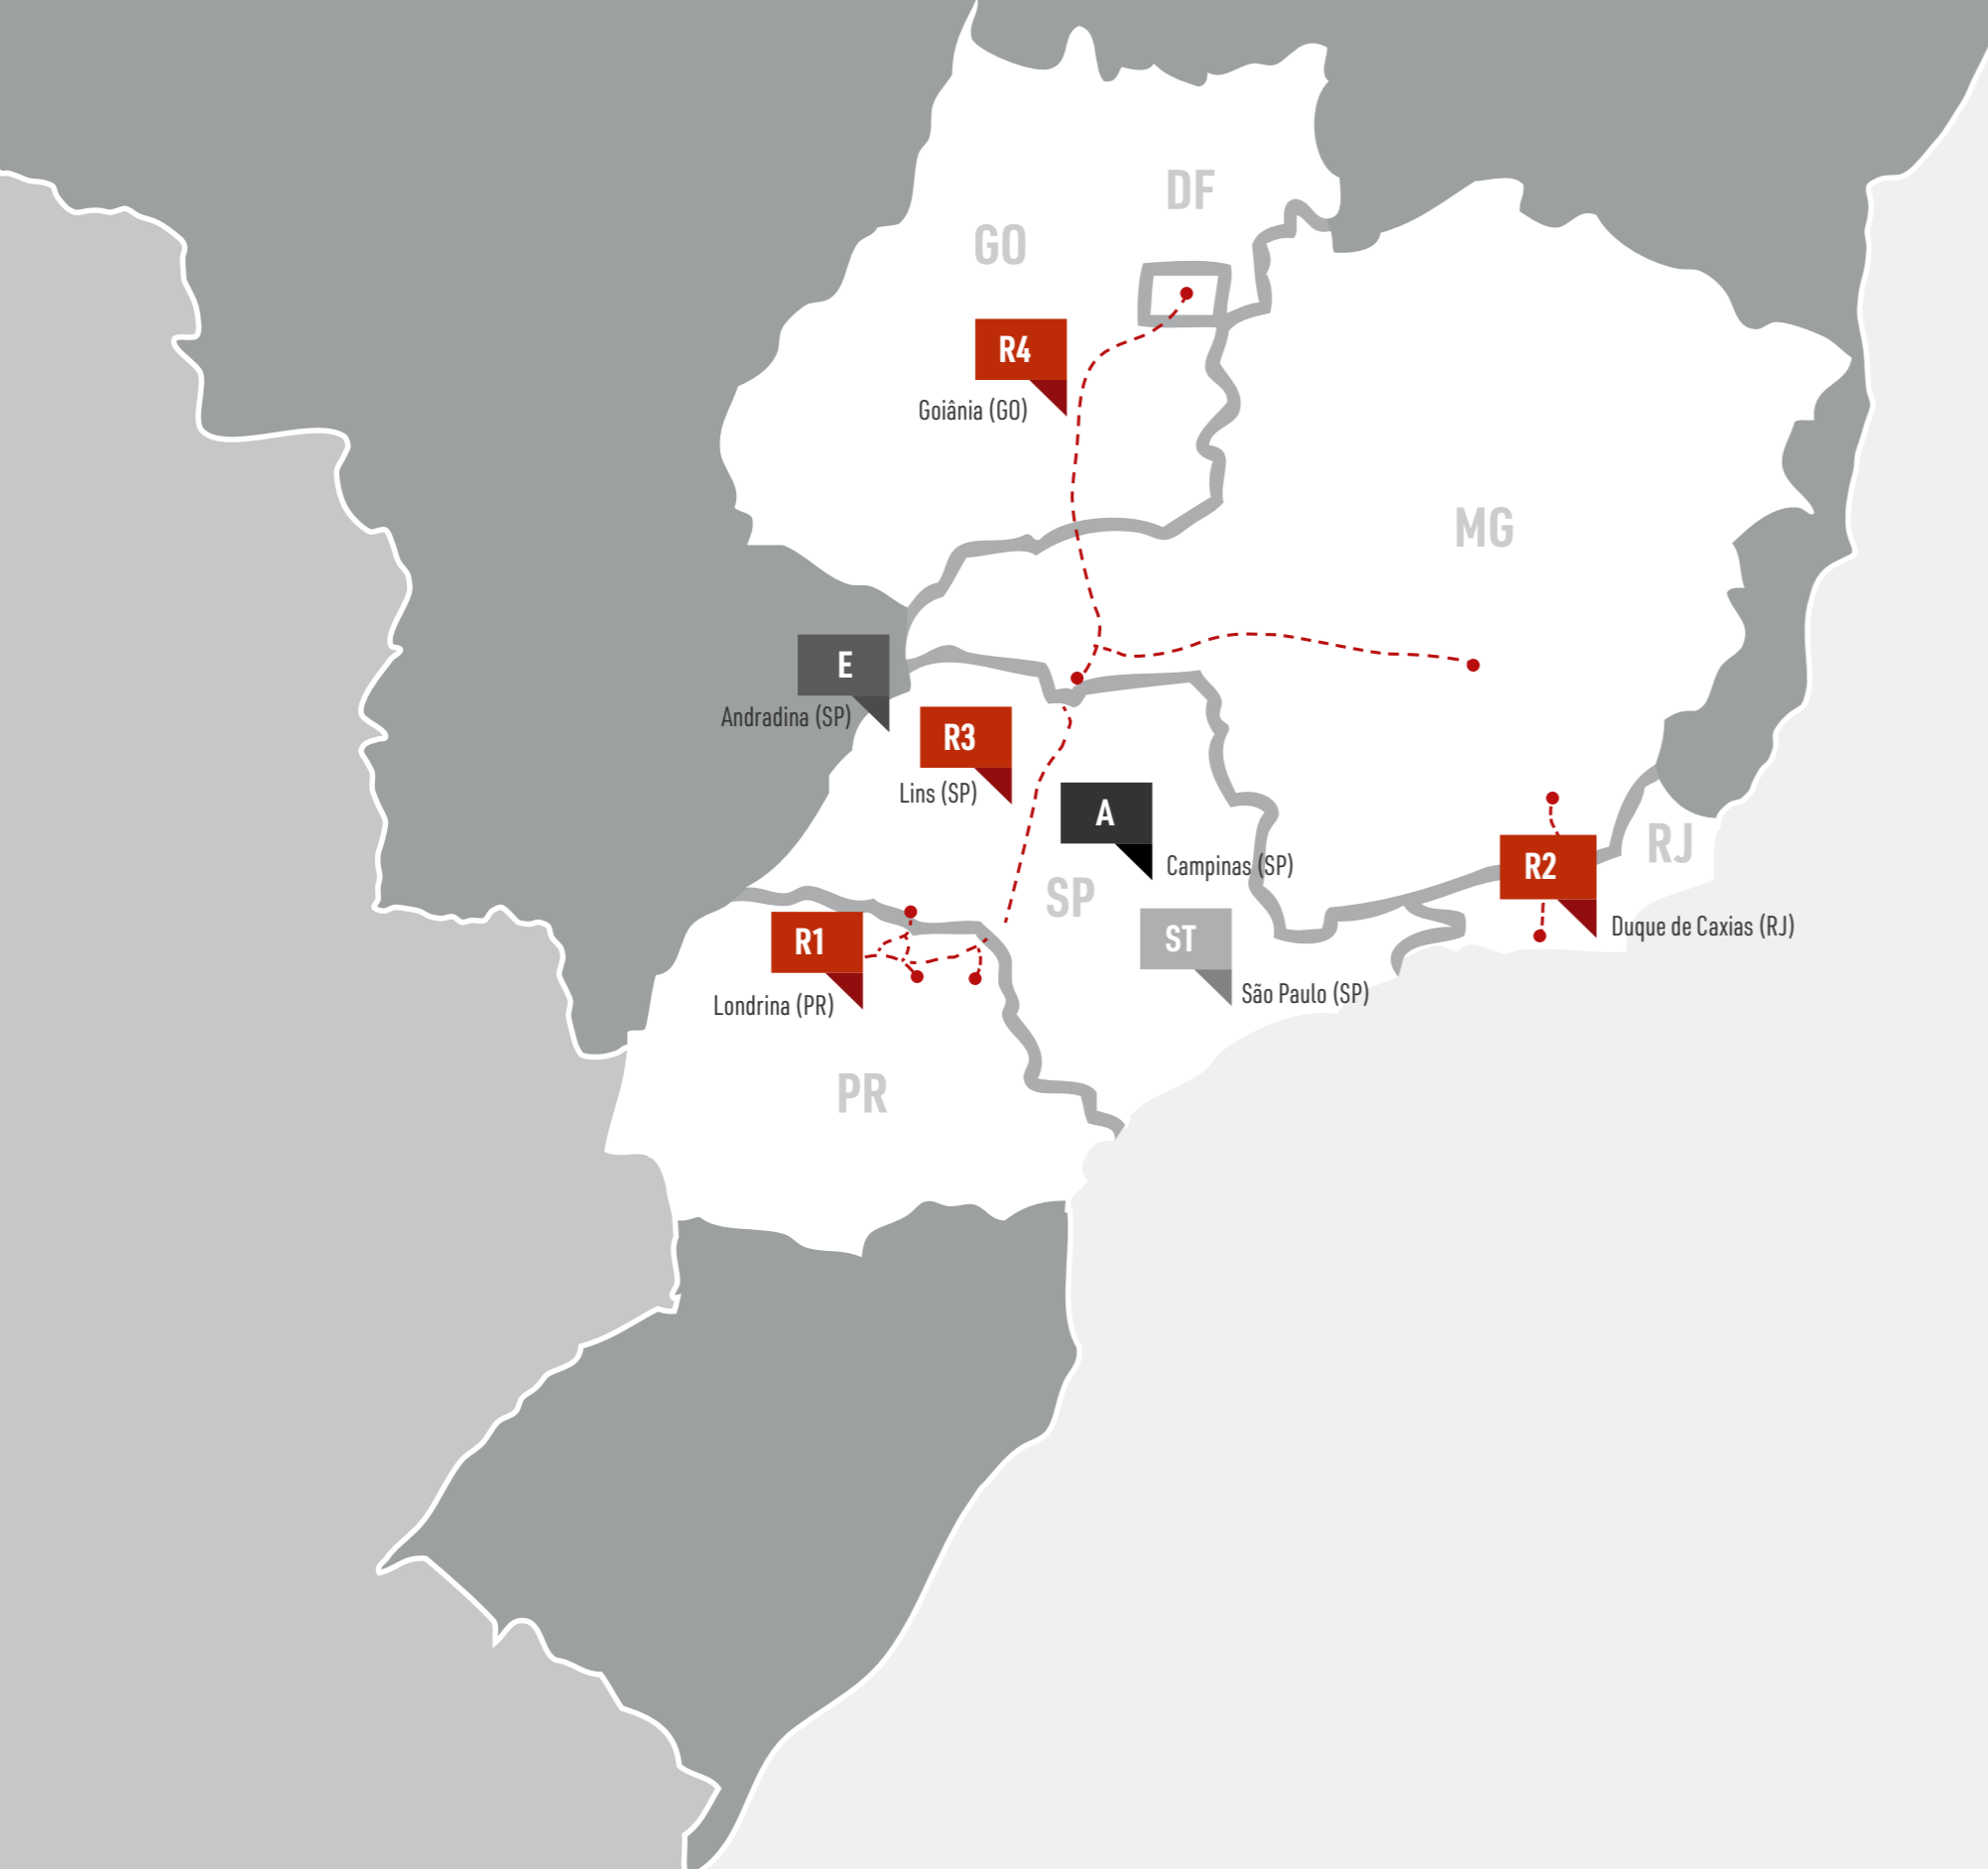 DF
GO
R4
Goiânia (GO)
MG
E
Andradina (SP)
R3
Lins (SP)
A
Campinas (SP)
SP
RJ
R2
Duque de Caxias (RJ)
R1
Londrina (PR)
ST
São Paulo (SP)
PR